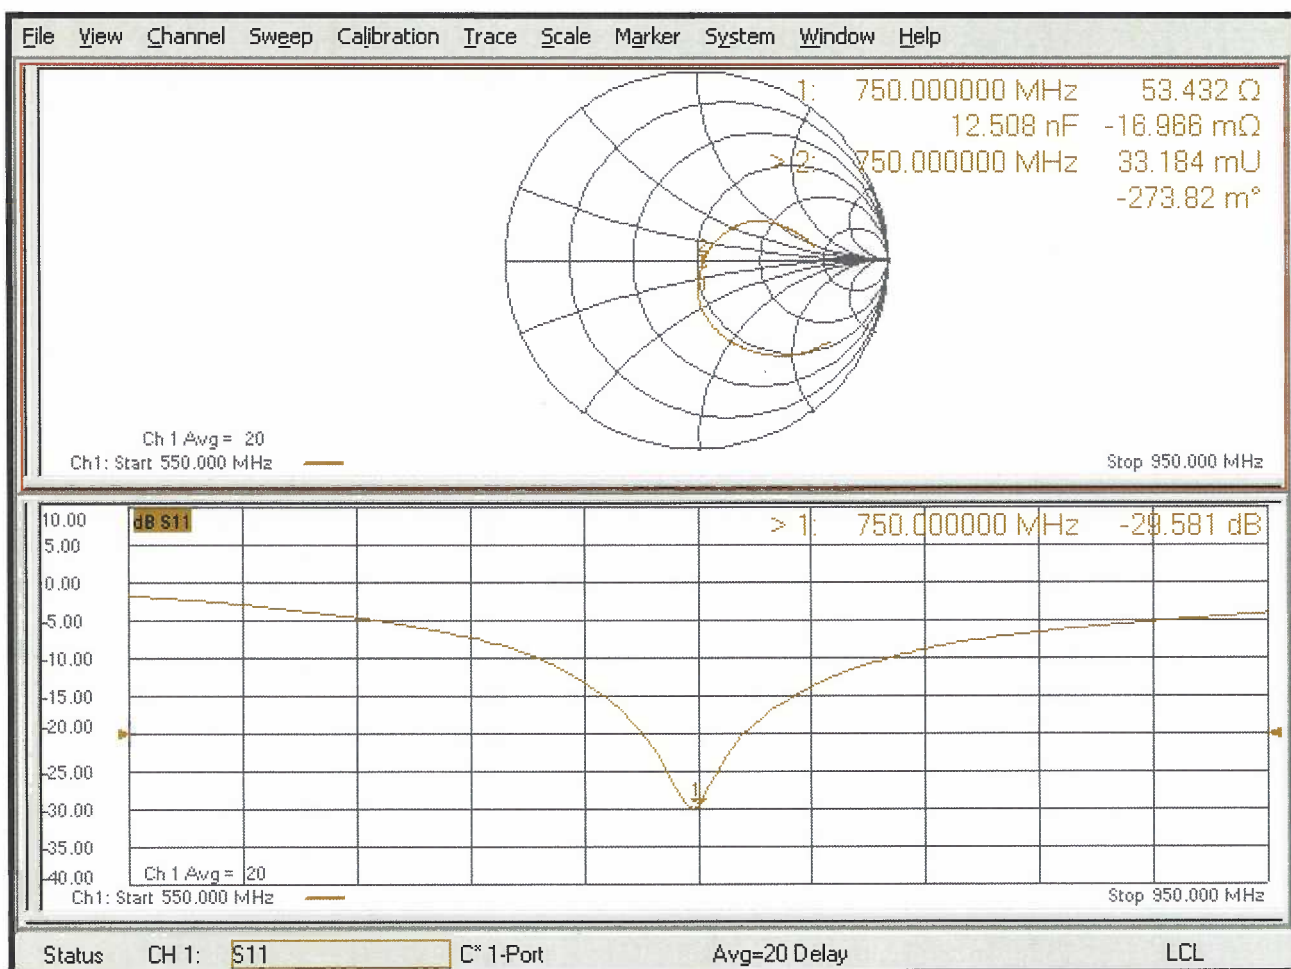 File View Channel Sweep Calibration Trace Scale Marker System Window Help
1: 750.000000 MHz 53.432 Ω
12.508 nF -16.966 mΩ
> 2: 750.000000 MHz 33.184 mU
-273.82 m°
2
Ch 1 Avg = 20
Ch1: Start 550.000 MHz Stop 950.000 MHz
10.00 dB S11 > 1: 750.000000 MHz -29.581 dB
5.00
0.00
-5.00
-10.00
-15.00
-20.00
-25.00
1
-30.00
-35.00
-40.00 Ch 1 Avg = 20
Ch1: Start 550.000 MHz Stop 950.000 MHz
Status CH 1: S11 C* 1-Port Avg=20 Delay LCL